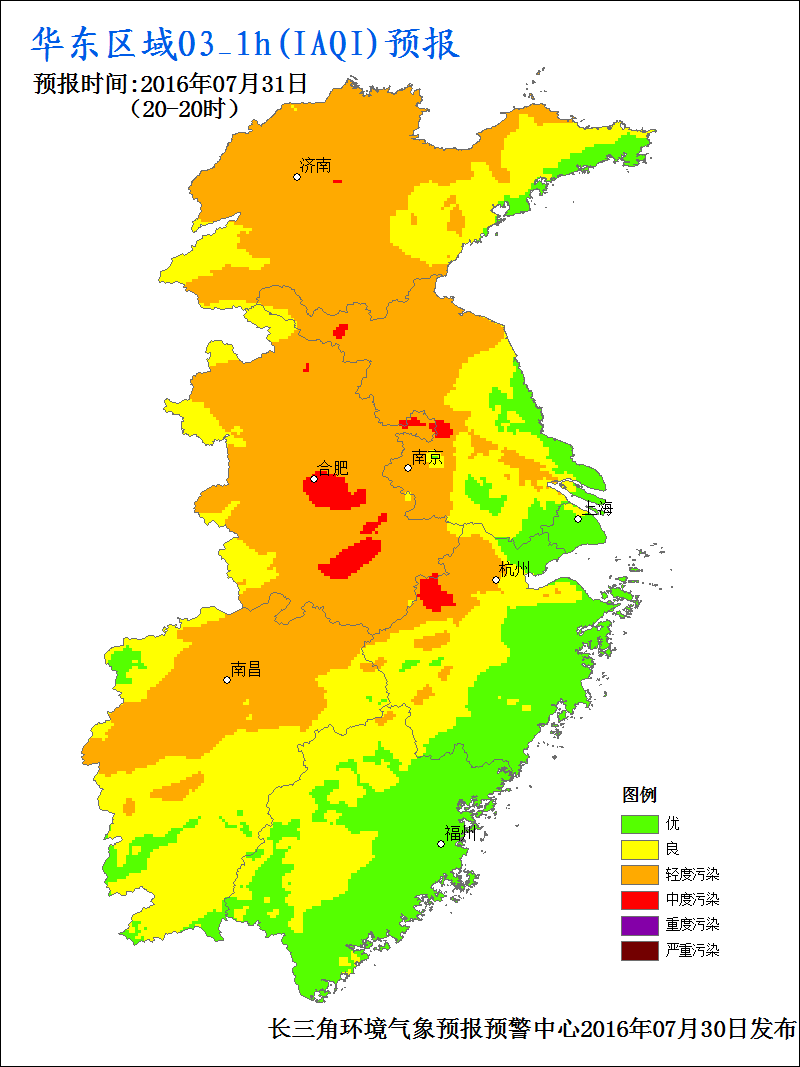 华东区域O3_1h(IAQI)预报
预报时间:2016年07月31日
(20-20时)
济南
南京
合肥
上海
杭州
南昌
福州
图例
优
良
轻度污染
中度污染
重度污染
严重污染
长三角环境气象预报预警中心2016年07月30日发布